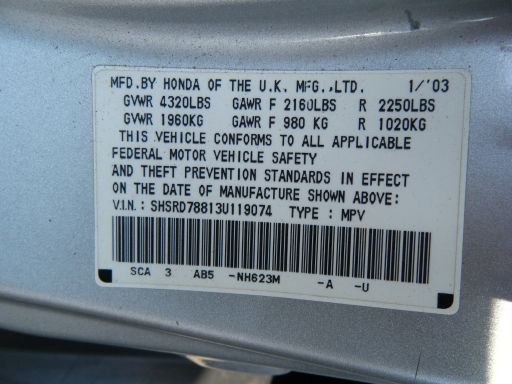 MFD.BY HONDA OF THE U.K. MFG.,LTD. 1/'03
GVWR 4320LBS GAWR F 2160LBS R 2250LBS
GVWR 1960KG GAWR F 980 KG R 1020KG
THIS VEHICLE CONFORMS TO ALL APPLICABLE
FEDERAL MOTOR VEHICLE SAFETY
AND THEFT PREVENTION STANDARDS IN EFFECT
ON THE DATE OF MANUFACTURE SHOWN ABOVE:
V.I.N.: SHSRD78813U119074 TYPE : MPV
SCA 3 AB5 -NH623M -A -U